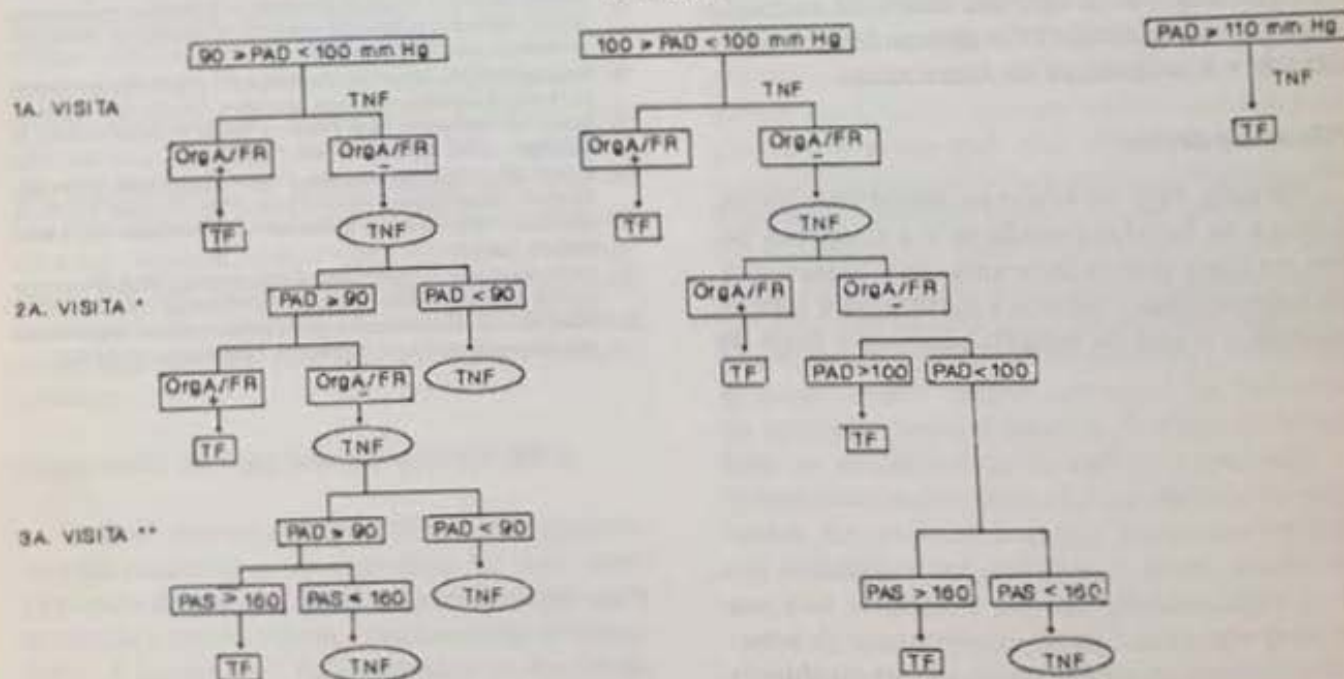 90 ⩾ PAD < 100 mm Hg
100 ⩾ PAD < 100 mm Hg
PAD ⩾ 110 mm Hg
1A. VISITA
TNF
TNF
TNF
OrgA/FR
+
OrgA/FR
–
OrgA/FR
+
OrgA/FR
–
TF
TF
TNF
TF
TNF
2A. VISITA *
PAD ⩾ 90
PAD < 90
OrgA/FR
+
OrgA/FR
–
OrgA/FR
+
OrgA/FR
–
TNF
TF
PAD >100
PAD < 100
TF
TNF
TF
3A. VISITA **
PAD ⩾ 90
PAD < 90
PAS ⩾ 160
PAS ⩽ 160
TNF
PAS > 160
PAS < 160
TF
TNF
TF
TNF